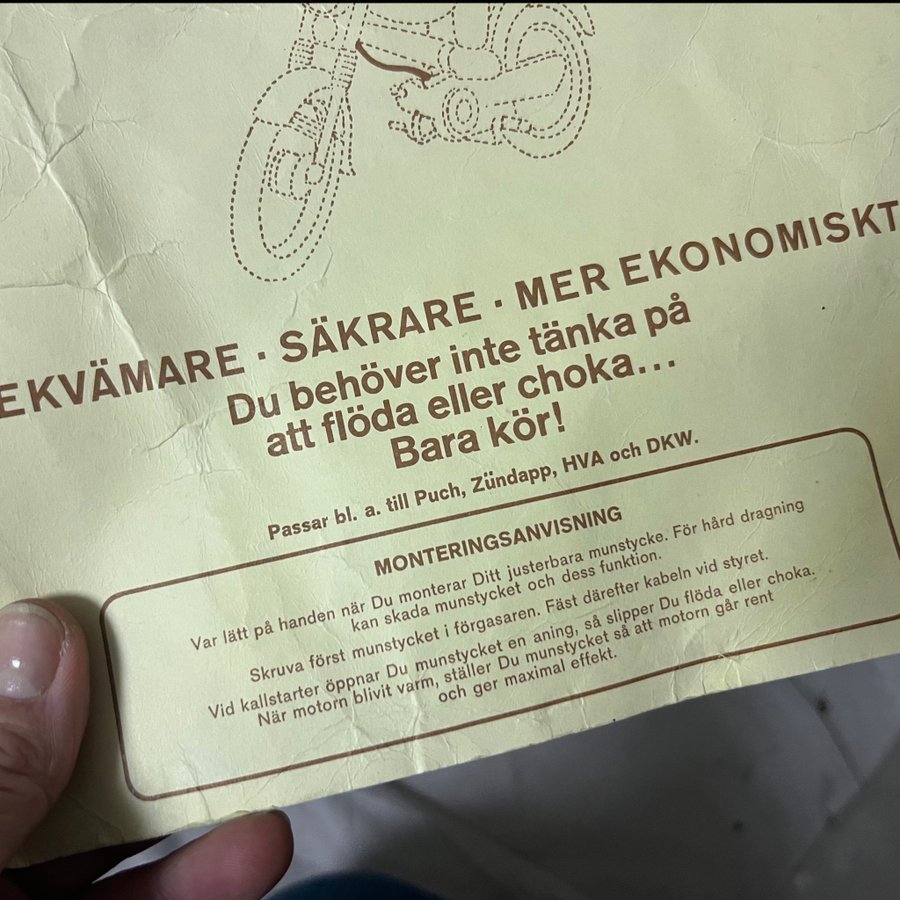 EKVÄMARE · SÄKRARE · MER EKONOMISKT
Du behöver inte tänka på
att flöda eller choka...
Bara kör!
Passar bl. a. till Puch, Zündapp, HVA och DKW.
MONTERINGSANVISNING
Var lätt på handen när Du monterar Ditt justerbara munstycke. För hård dragning
kan skada munstycket och dess funktion.
Skruva först munstycket i förgasaren. Fäst därefter kabeln vid styret.
Vid kallstarter öppnar Du munstycket en aning, så slipper Du flöda eller choka.
När motorn blivit varm, ställer Du munstycket så att motorn går rent
och ger maximal effekt.